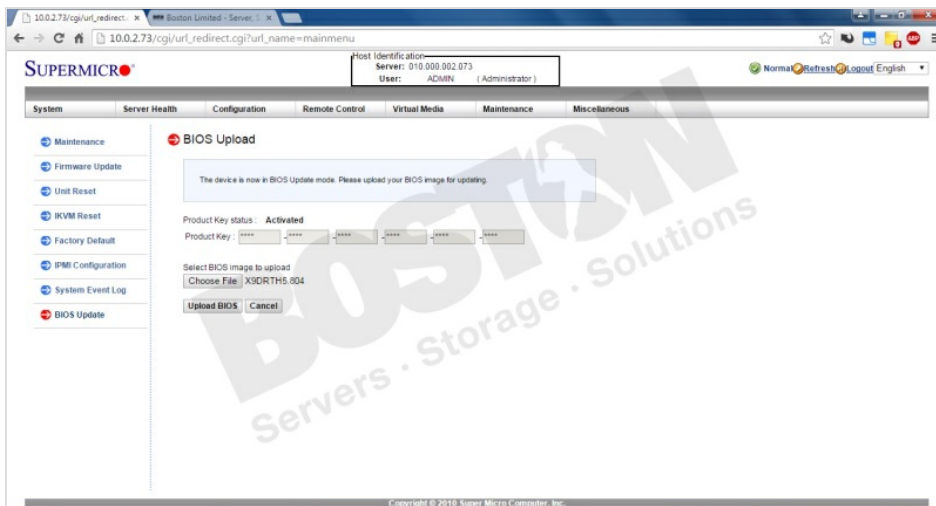 10.0.2.73/cgi/url_redirect.
Boston Limited - Server, S
10.0.2.73/cgi/url_redirect.cgi?url_name=mainmenu
ABP
SUPERMICRO
Host Identification
Server: 010.000.002.073
User: ADMIN (Administrator)
Normal Refresh Logout English
System Server Health Configuration Remote Control Virtual Media Maintenance Miscellaneous
Maintenance
Firmware Update
Unit Reset
IKVM Reset
Factory Default
IPMI Configuration
System Event Log
BIOS Update
BIOS Upload
The device is now in BIOS Update mode. Please upload your BIOS image for updating.
Product Key status : Activated
Product Key : **** - **** - **** - **** - **** - ****
Select BIOS image to upload
Choose File X9DRTH5.804
Upload BIOS Cancel
BOSTON
Servers . Storage . Solutions
Copyright © 2010 Super Micro Computer, Inc.